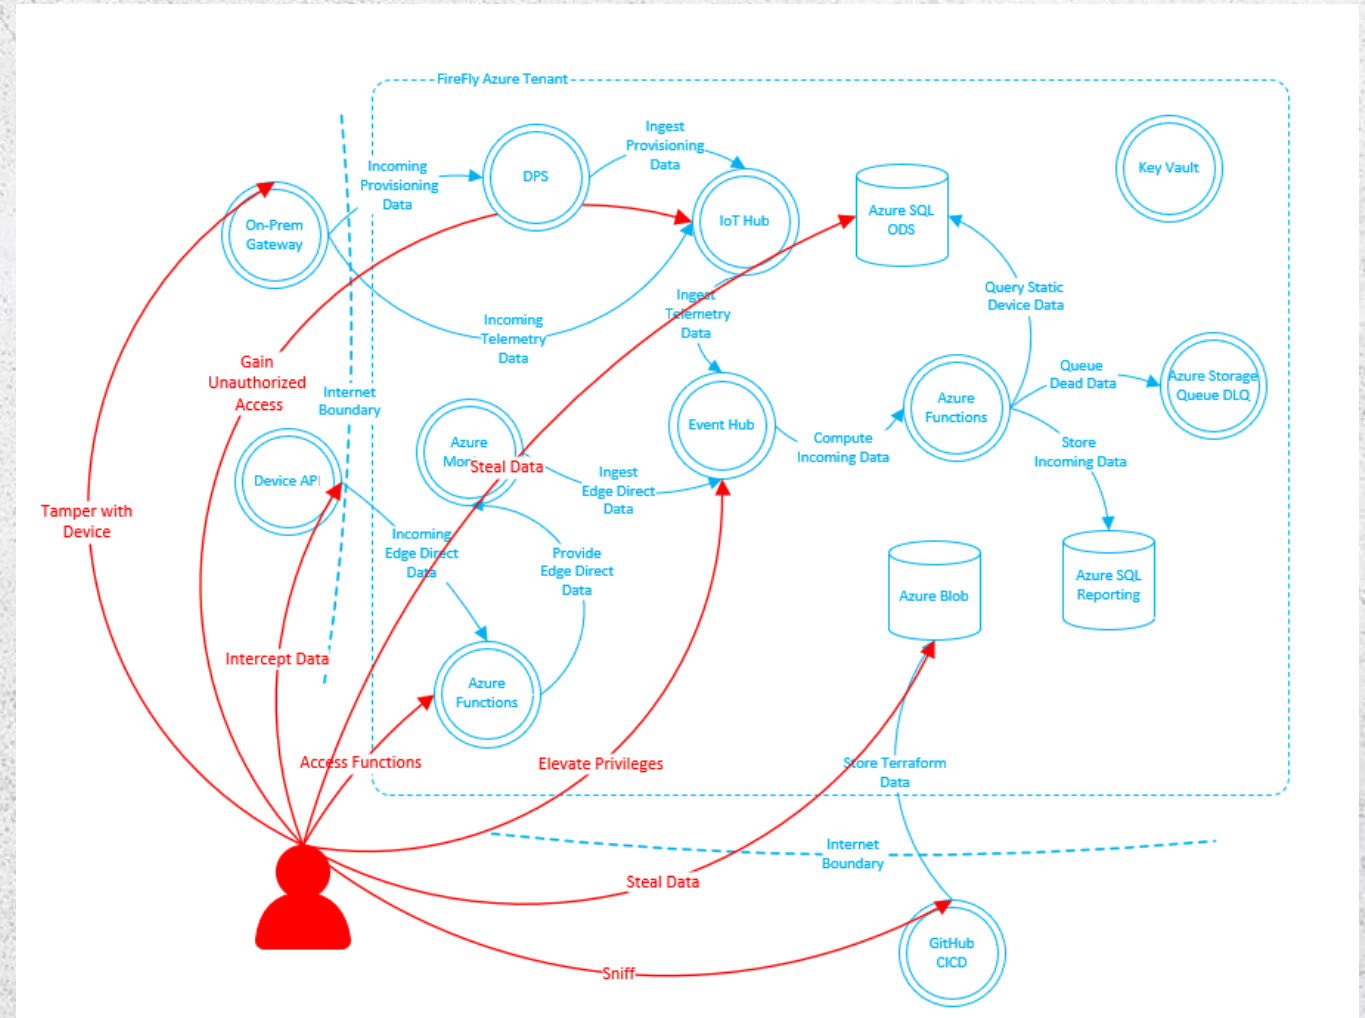 FireFly Azure Tenant
Ingest
Provisioning
Data
Incoming
Provisioning
Data
DPS
Key Vault
On-Prem
Gateway
IoT Hub
Azure SQL
ODS
Ingest
Telemetry
Data
Query Static
Device Data
Incoming
Telemetry
Data
Gain
Unauthorized
Access
Internet
Boundary
Queue
Dead Data
Azure Storage
Queue DLQ
Azure
Functions
Event Hub
Compute
Incoming Data
Store
Incoming Data
Azure
Steal Data
Ingest
Edge Direct
Data
Device API
Tamper with
Device
Incoming
Edge Direct
Data
Provide
Edge Direct
Data
Azure SQL
Reporting
Azure Blob
Intercept Data
Azure
Functions
Access Functions
Elevate Privileges
Store Terraform
Data
Internet
Boundary
Steal Data
GitHub
CICD
Sniff